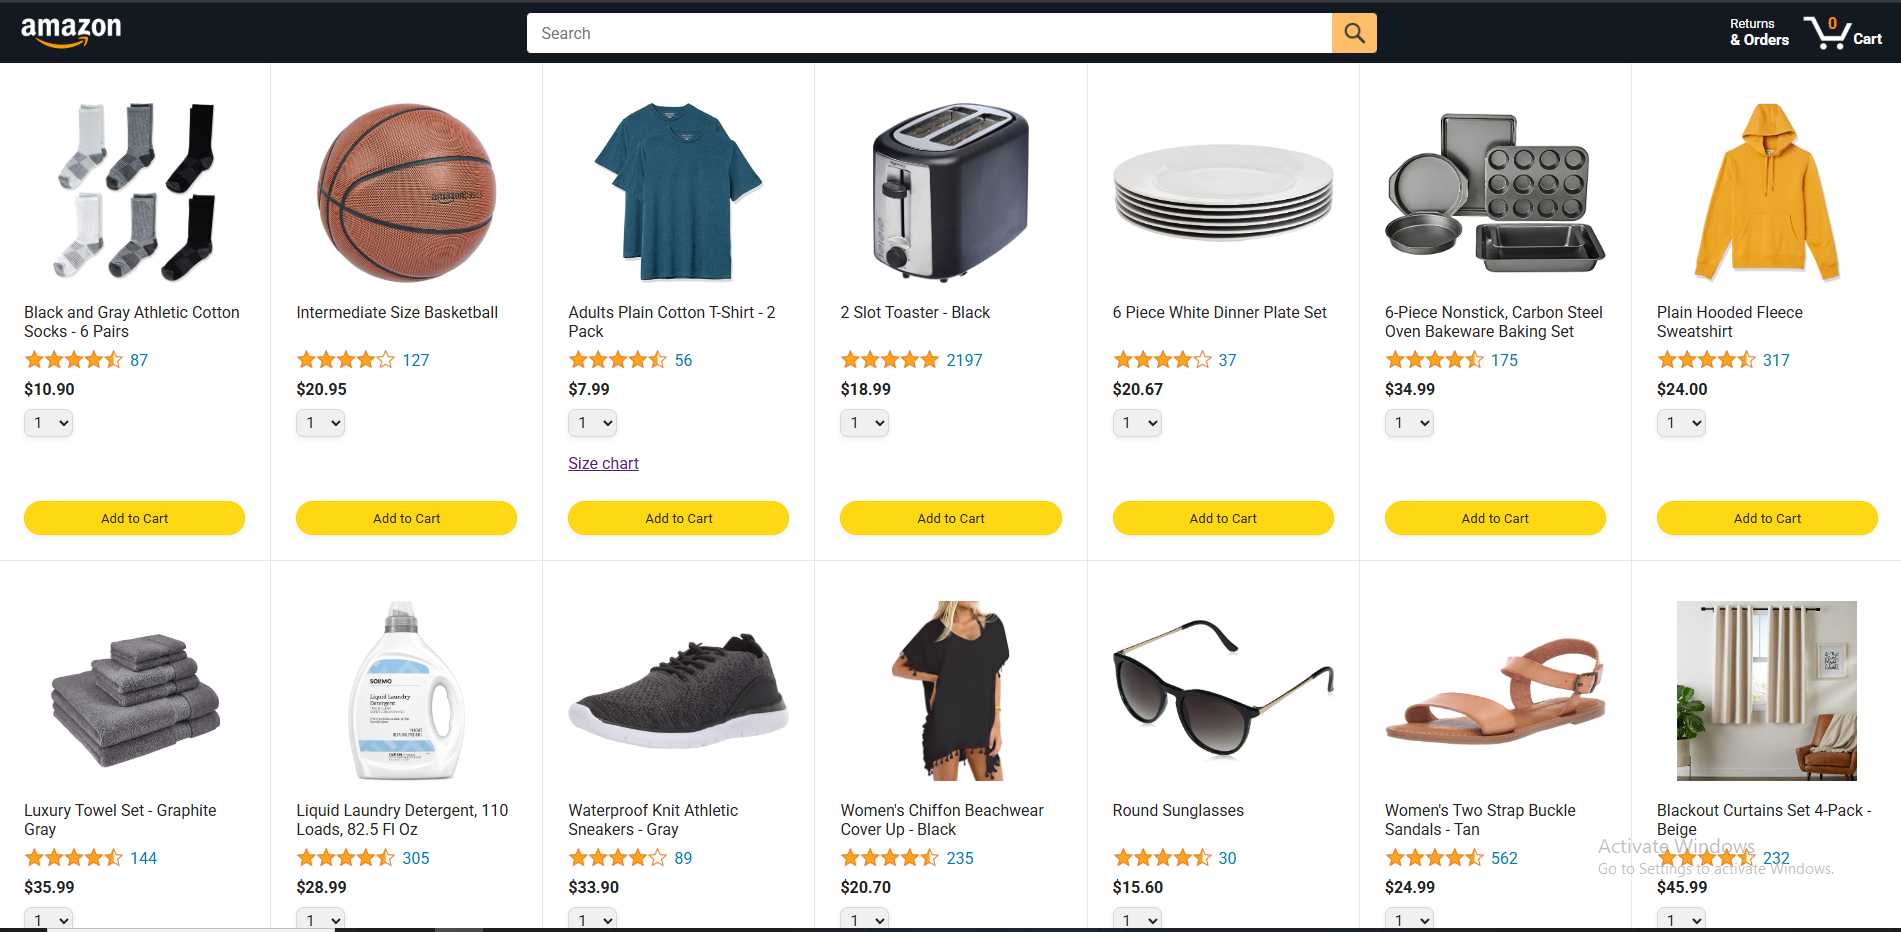 amazon
Search
Returns
& Orders
0
Cart
Black and Gray Athletic Cotton
Socks - 6 Pairs
87
$10.90
1
Add to Cart
Intermediate Size Basketball
127
$20.95
1
Add to Cart
Adults Plain Cotton T-Shirt - 2
Pack
56
$7.99
1
Size chart
Add to Cart
2 Slot Toaster - Black
2197
$18.99
1
Add to Cart
6 Piece White Dinner Plate Set
37
$20.67
1
Add to Cart
6-Piece Nonstick, Carbon Steel
Oven Bakeware Baking Set
175
$34.99
1
Add to Cart
Plain Hooded Fleece
Sweatshirt
317
$24.00
1
Add to Cart
Luxury Towel Set - Graphite
Gray
144
$35.99
1
SOLIMO
Liquid Laundry
Detergent
Liquid Laundry Detergent, 110
Loads, 82.5 Fl Oz
305
$28.99
1
Waterproof Knit Athletic
Sneakers - Gray
89
$33.90
1
Women's Chiffon Beachwear
Cover Up - Black
235
$20.70
1
Round Sunglasses
30
$15.60
1
Women's Two Strap Buckle
Sandals - Tan
562
$24.99
1
Blackout Curtains Set 4-Pack -
Beige
232
$45.99
1
Activate Windows
Go to Settings to activate Windows.